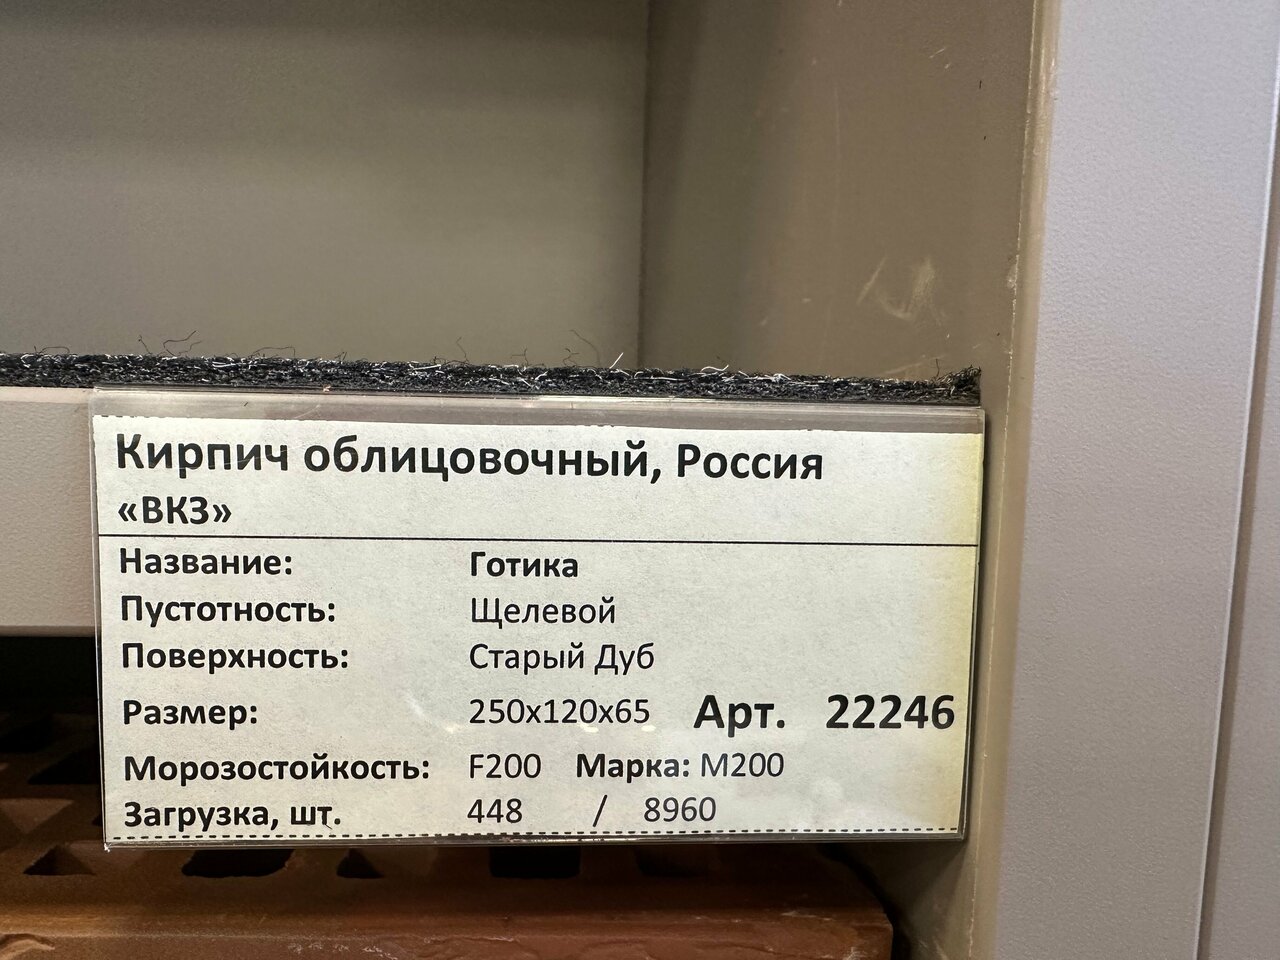 Кирпич облицовочный, Россия
«ВКЗ»
Название: Готика
Пустотность: Щелевой
Поверхность: Старый Дуб
Размер: 250х120х65 Арт. 22246
Морозостойкость: F200 Марка: М200
Загрузка, шт. 448 / 8960